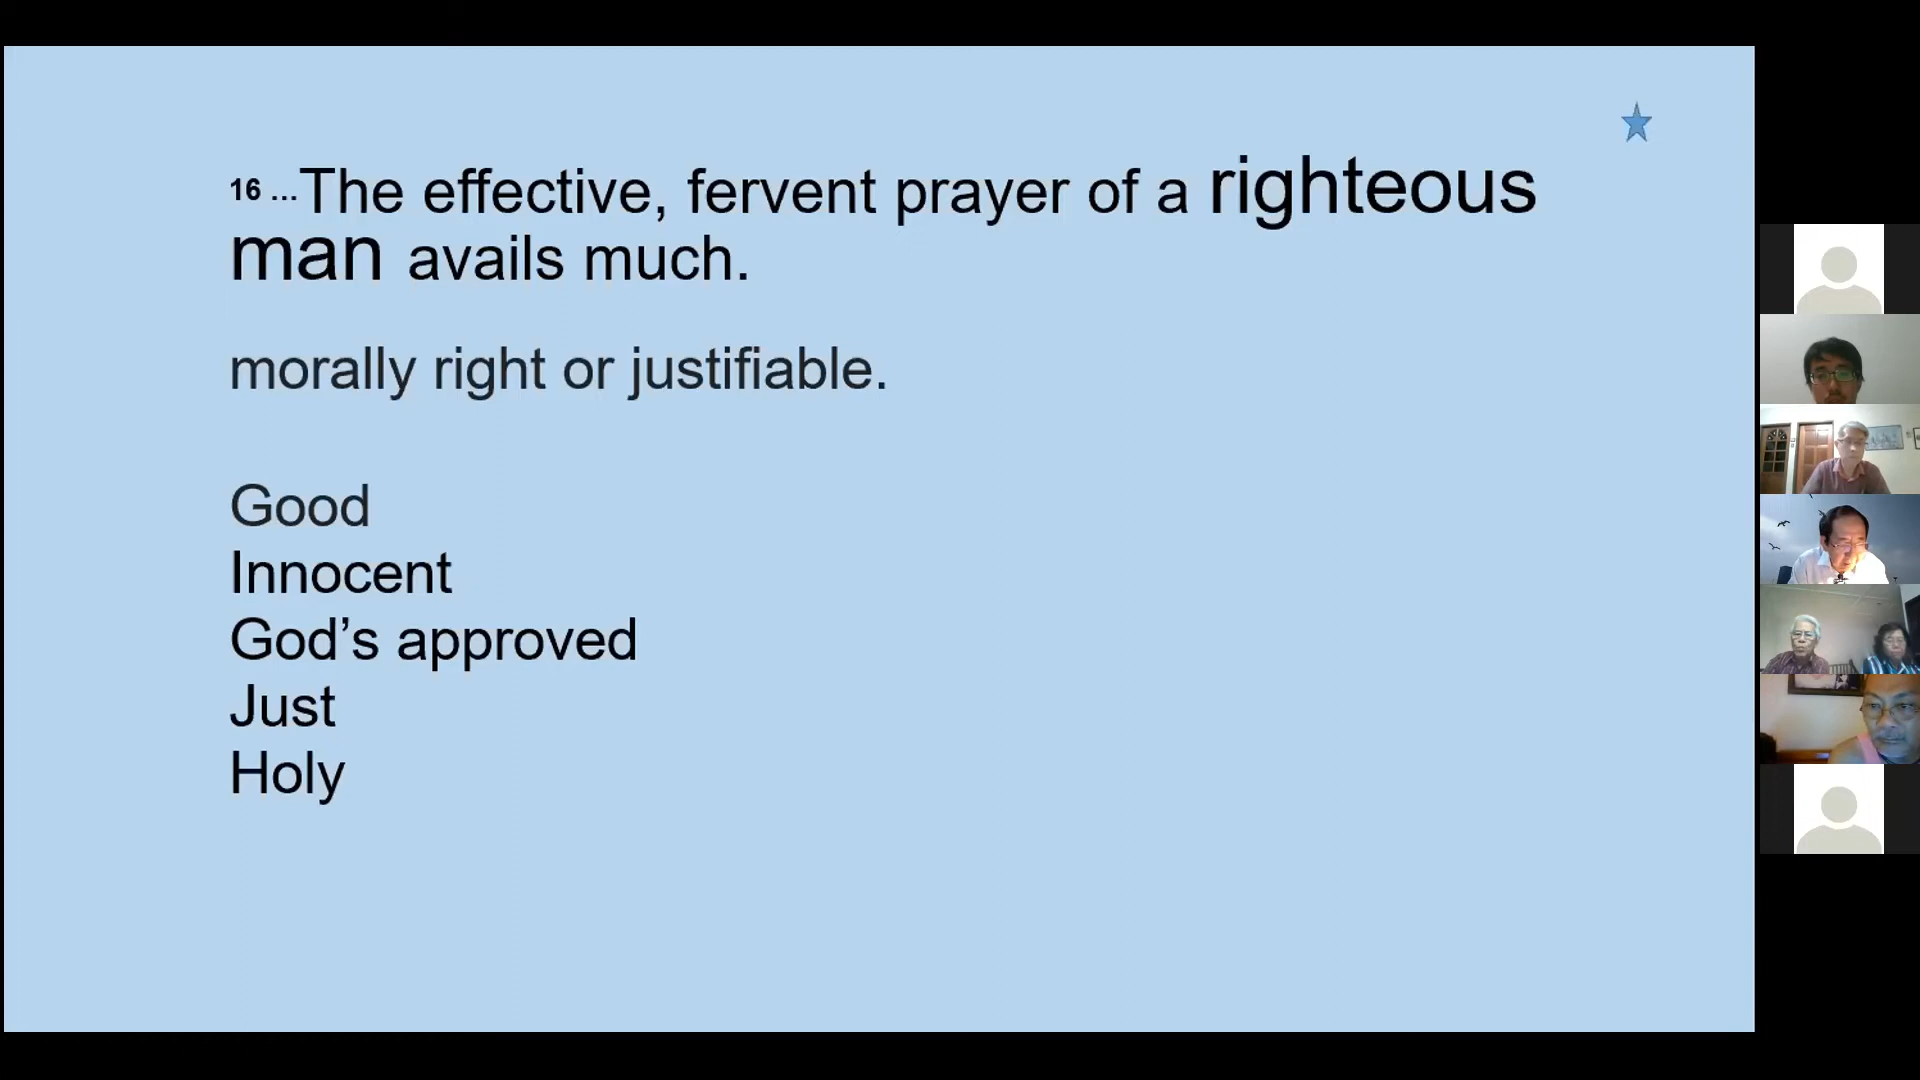 16 ...The effective, fervent prayer of a righteous
man avails much.
morally right or justifiable.
Good
Innocent
God’s approved
Just
Holy